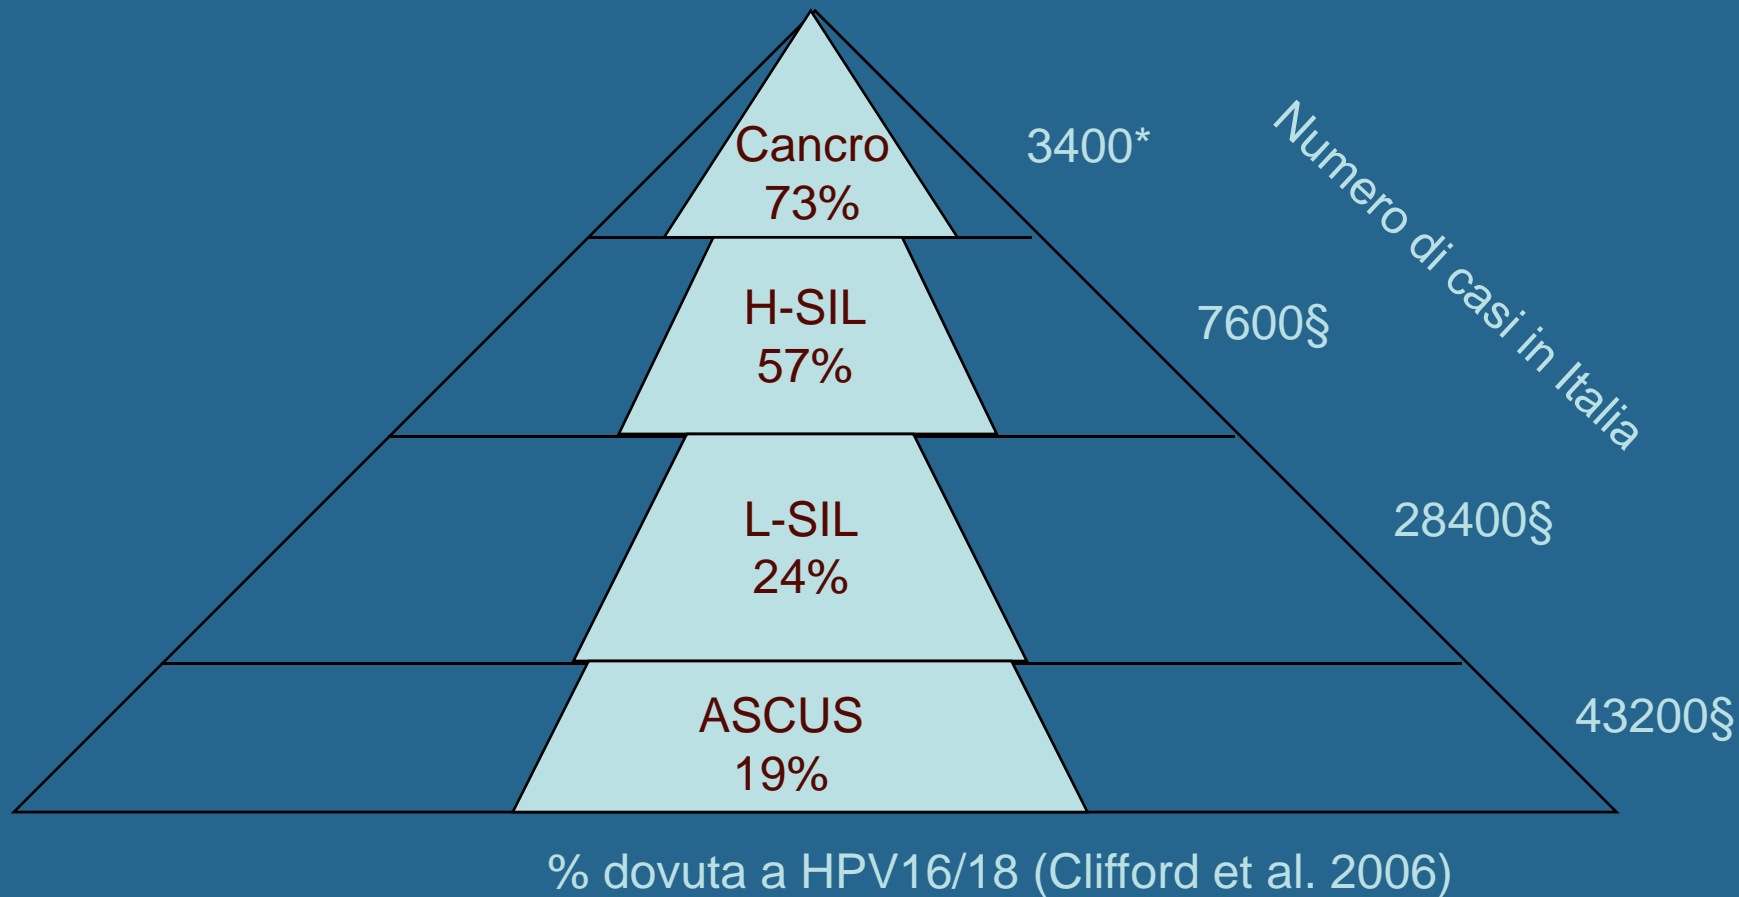 Cancro
73%
3400*
Numero di casi in Italia
H-SIL
57%
7600§
L-SIL
24%
28400§
ASCUS
19%
43200§
% dovuta a HPV16/18 (Clifford et al. 2006)